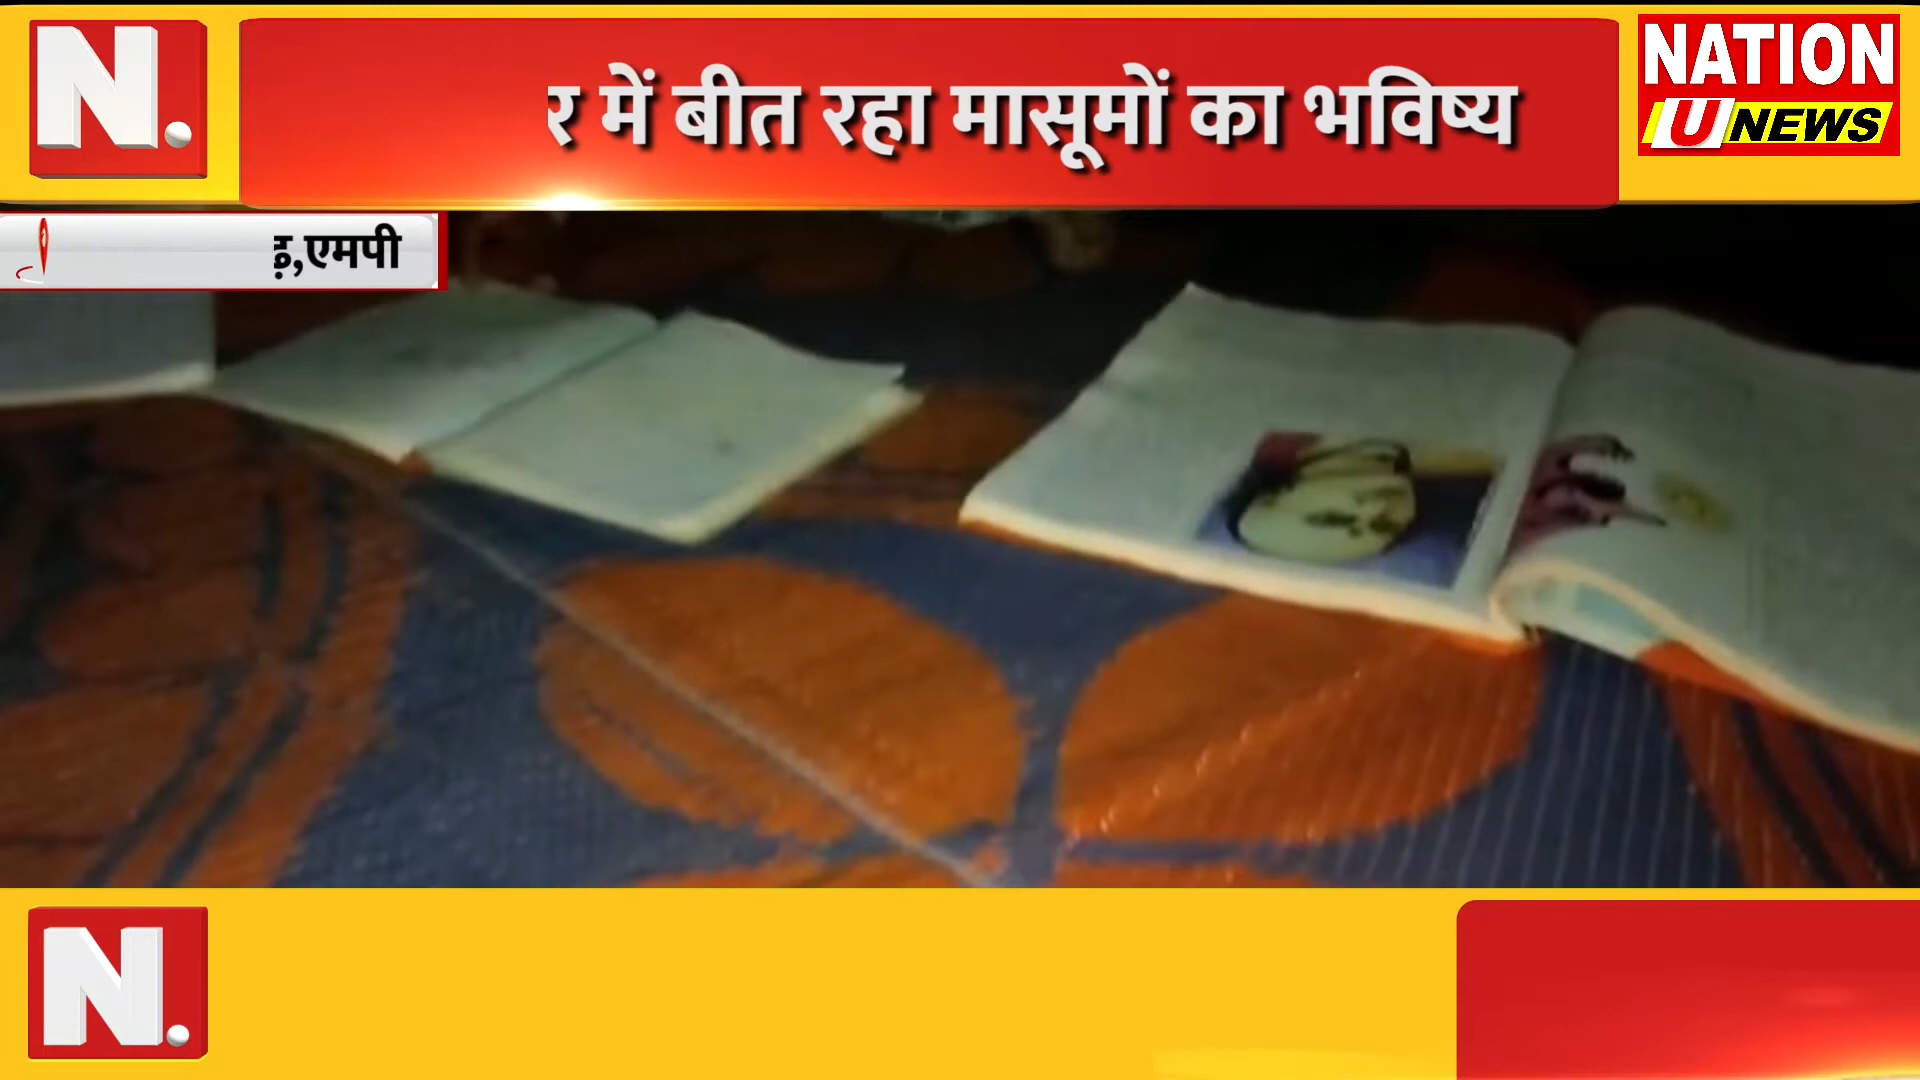 N.
र में बीत रहा मासूमों का भविष्य
NATION
U NEWS
ढ़,एमपी
N.